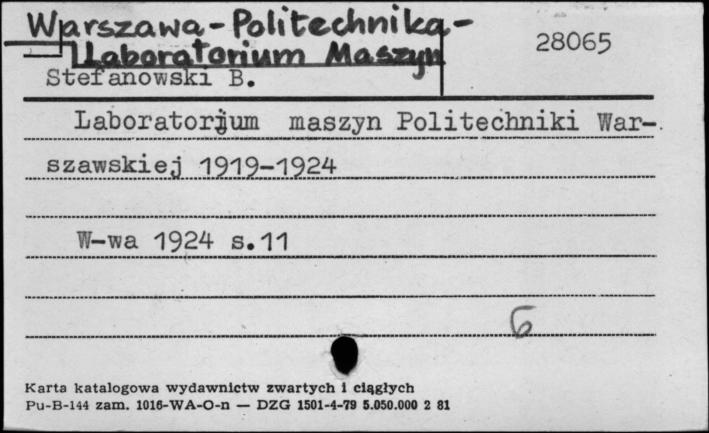 Warszawa-Politechnika-
Laboratorium Maszyn
28065
Stefanowski B.
Laboratorjum maszyn Politechniki War-
szawskiej 1919-1924
W-wa 1924 s.11
6
Karta katalogowa wydawnictw zwartych i ciągłych
Pu-B-144 zam. 1016-WA-O-n — DZG 1501-4-79 5.050.000 2 81